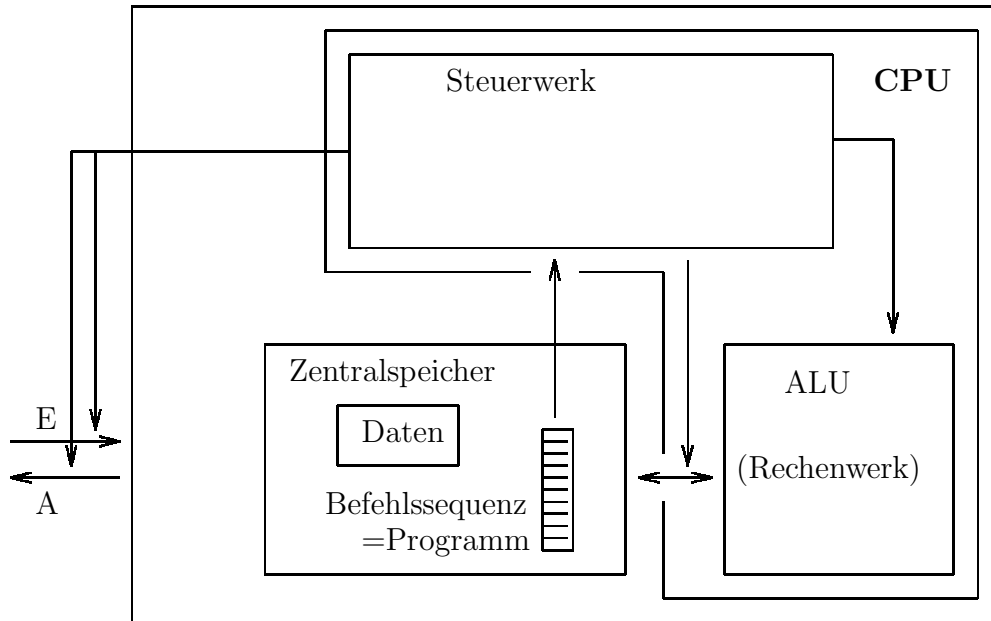 Steuerwerk
CPU
Zentralspeicher
Daten
Befehlssequenz
=Programm
ALU
(Rechenwerk)
E
A